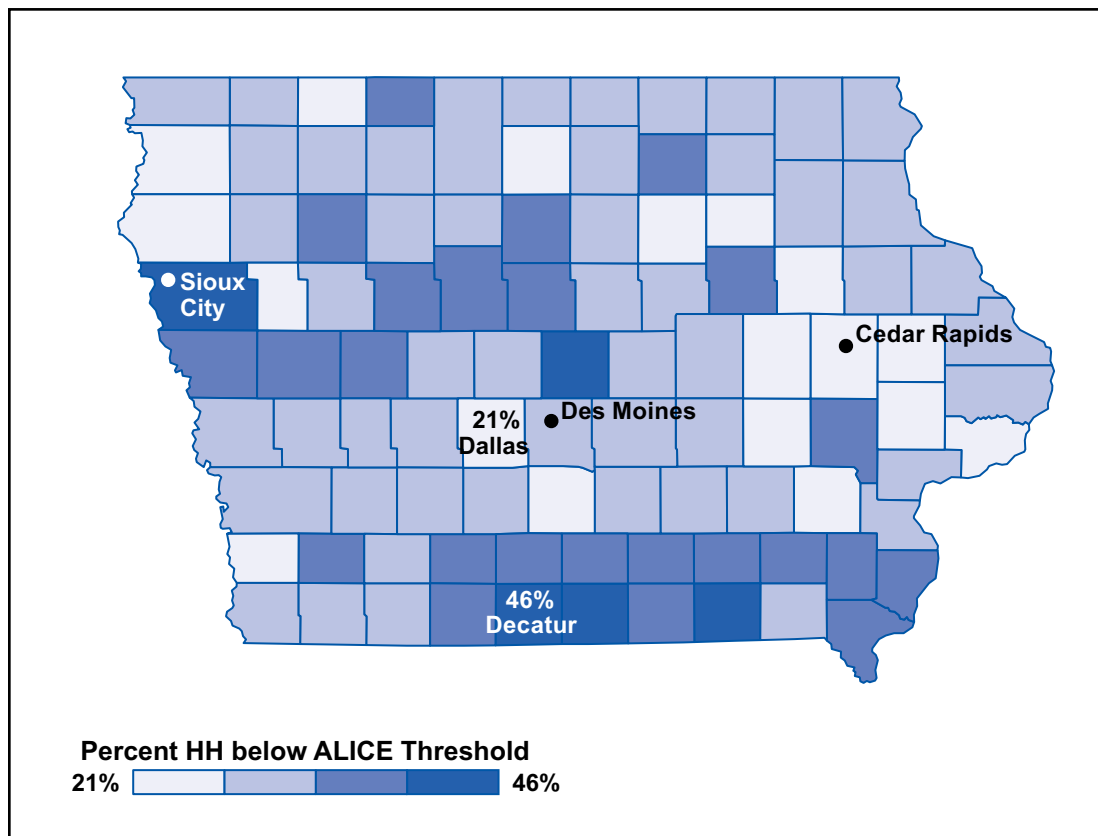 Sioux
City
Cedar Rapids
21%
Dallas
Des Moines
46%
Decatur
Percent HH below ALICE Threshold
21%
46%